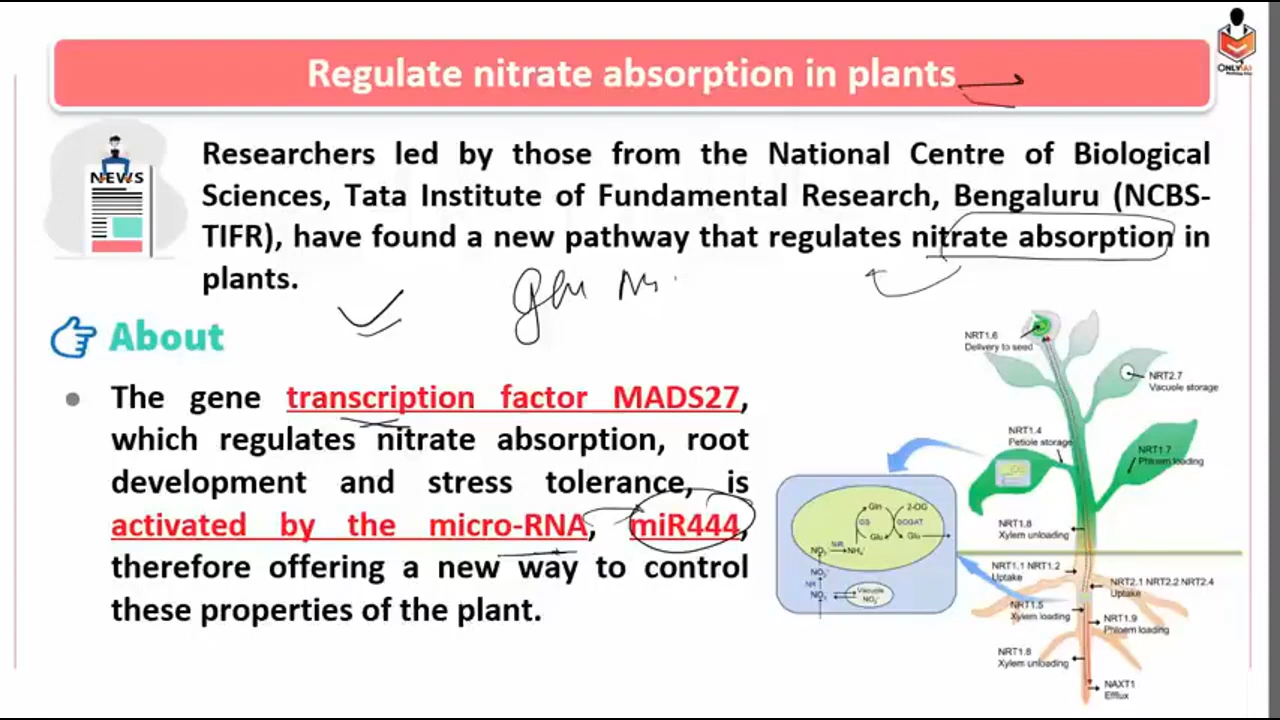 Regulate nitrate absorption in plants
NEWS
Researchers led by those from the National Centre of Biological
Sciences, Tata Institute of Fundamental Research, Bengaluru (NCBS-
TIFR), have found a new pathway that regulates nitrate absorption in
plants.
About
The gene transcription factor MADS27,
which regulates nitrate absorption, root
development and stress tolerance, is
activated by the micro-RNA, miR444,
therefore offering a new way to control
these properties of the plant.
NRT1.6
Delivery to seed
NRT2.7
Vacuole storage
NRT1.4
Petiole storage
NRT1.7
Phloem loading
NRT1.8
Xylem unloading
NRT1.1 NRT1.2
Uptake
NRT2.1 NRT2.2 NRT2.4
Uptake
NRT1.5
Xylem loading
NRT1.9
Phloem loading
NRT1.8
Xylem unloading
NAXT1
Efflux
Gln 2-OG
GS GOGAT
Glu Glu
NiR
NH₄
NR
Vacuole